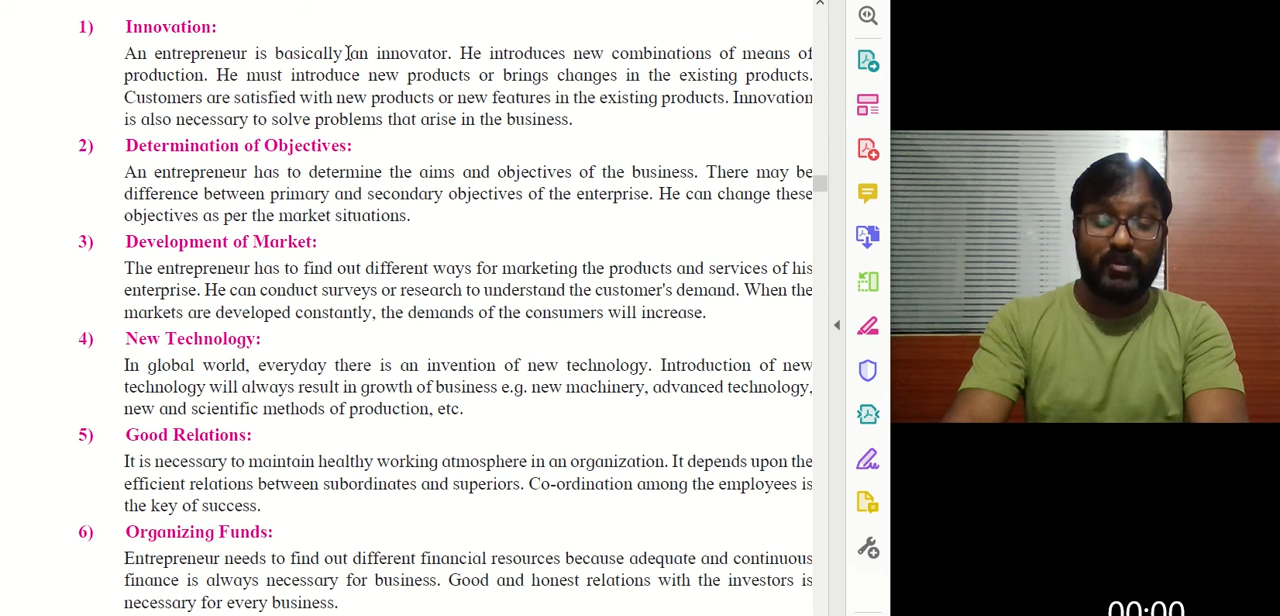 1) Innovation:
An entrepreneur is basically an innovator. He introduces new combinations of means of
production. He must introduce new products or brings changes in the existing products.
Customers are satisfied with new products or new features in the existing products. Innovation
is also necessary to solve problems that arise in the business.
2) Determination of Objectives:
An entrepreneur has to determine the aims and objectives of the business. There may be
difference between primary and secondary objectives of the enterprise. He can change these
objectives as per the market situations.
3) Development of Market:
The entrepreneur has to find out different ways for marketing the products and services of his
enterprise. He can conduct surveys or research to understand the customer's demand. When the
markets are developed constantly, the demands of the consumers will increase.
4) New Technology:
In global world, everyday there is an invention of new technology. Introduction of new
technology will always result in growth of business e.g. new machinery, advanced technology,
new and scientific methods of production, etc.
5) Good Relations:
It is necessary to maintain healthy working atmosphere in an organization. It depends upon the
efficient relations between subordinates and superiors. Co-ordination among the employees is
the key of success.
6) Organizing Funds:
Entrepreneur needs to find out different financial resources because adequate and continuous
finance is always necessary for business. Good and honest relations with the investors is
necessary for every business.
00:00